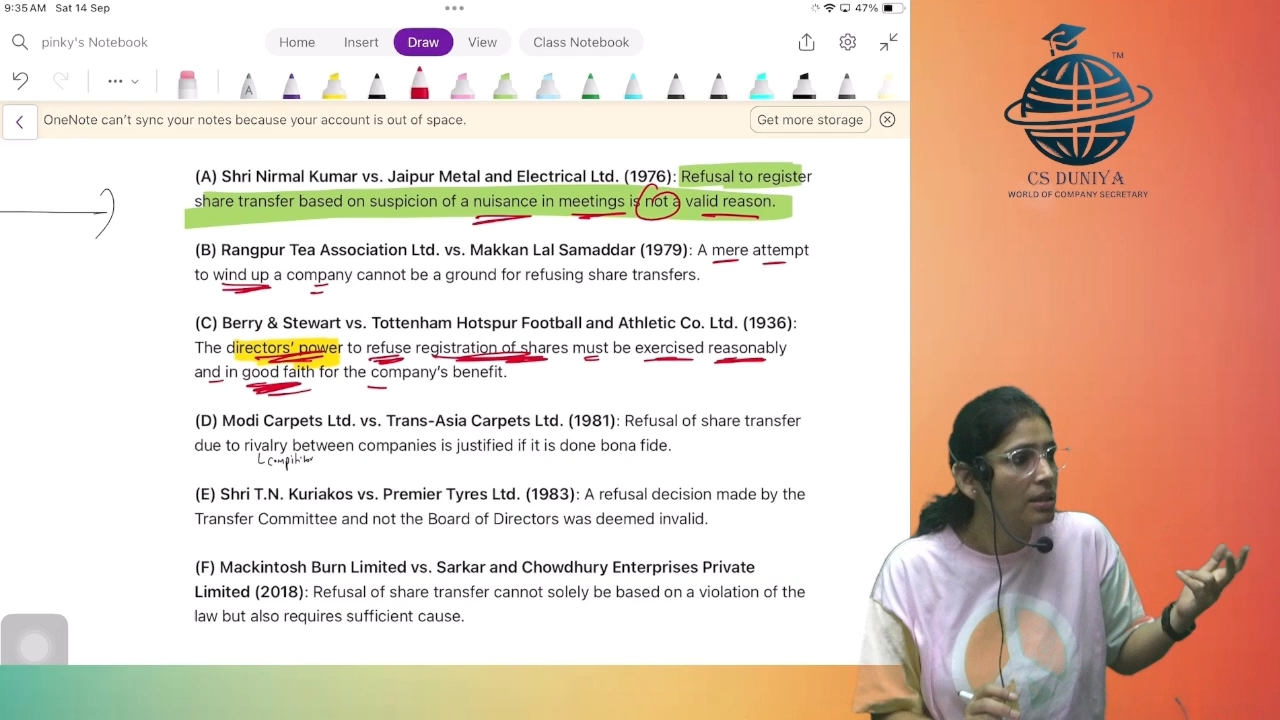 9:35 AM Sat 14 Sep
47%
pinky's Notebook
Home Insert Draw View Class Notebook
A
OneNote can't sync your notes because your account is out of space.
Get more storage
(A) Shri Nirmal Kumar vs. Jaipur Metal and Electrical Ltd. (1976): Refusal to register
share transfer based on suspicion of a nuisance in meetings is not a valid reason.
(B) Rangpur Tea Association Ltd. vs. Makkan Lal Samaddar (1979): A mere attempt
to wind up a company cannot be a ground for refusing share transfers.
(C) Berry & Stewart vs. Tottenham Hotspur Football and Athletic Co. Ltd. (1936):
The directors' power to refuse registration of shares must be exercised reasonably
and in good faith for the company's benefit.
(D) Modi Carpets Ltd. vs. Trans-Asia Carpets Ltd. (1981): Refusal of share transfer
due to rivalry between companies is justified if it is done bona fide.
(E) Shri T.N. Kuriakos vs. Premier Tyres Ltd. (1983): A refusal decision made by the
Transfer Committee and not the Board of Directors was deemed invalid.
(F) Mackintosh Burn Limited vs. Sarkar and Chowdhury Enterprises Private
Limited (2018): Refusal of share transfer cannot solely be based on a violation of the
law but also requires sufficient cause.
TM
CS DUNIYA
WORLD OF COMPANY SECRETARY